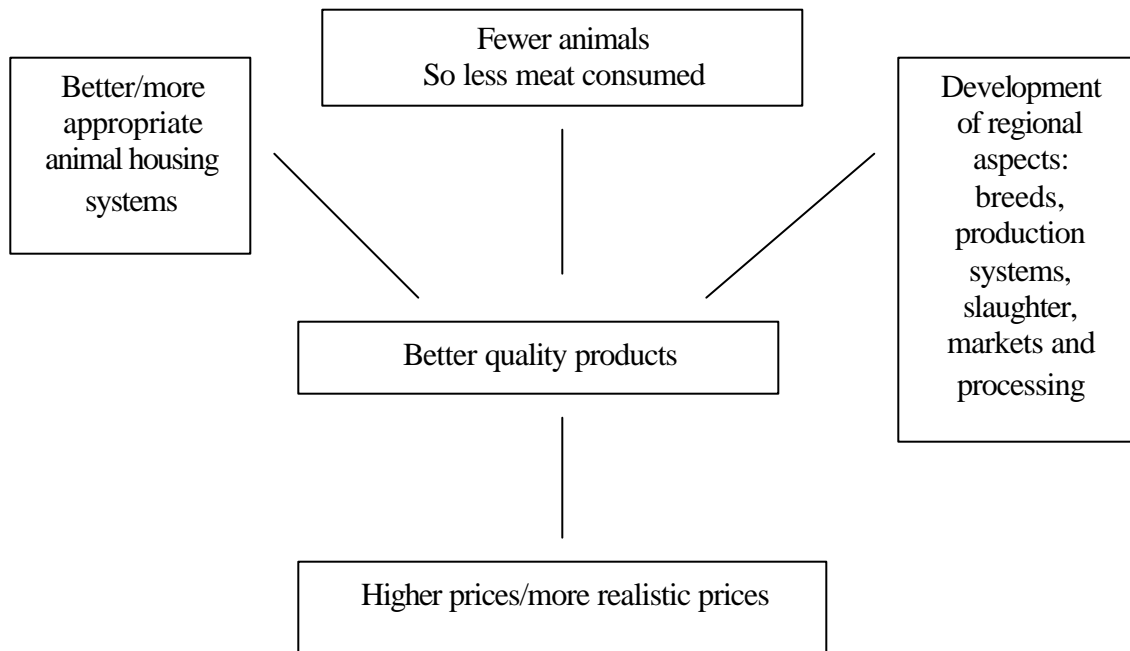 Fewer animals
So less meat consumed
Better/more
appropriate
animal housing
systems
Development
of regional
aspects:
breeds,
production
systems,
slaughter,
markets and
processing
Better quality products
Higher prices/more realistic prices